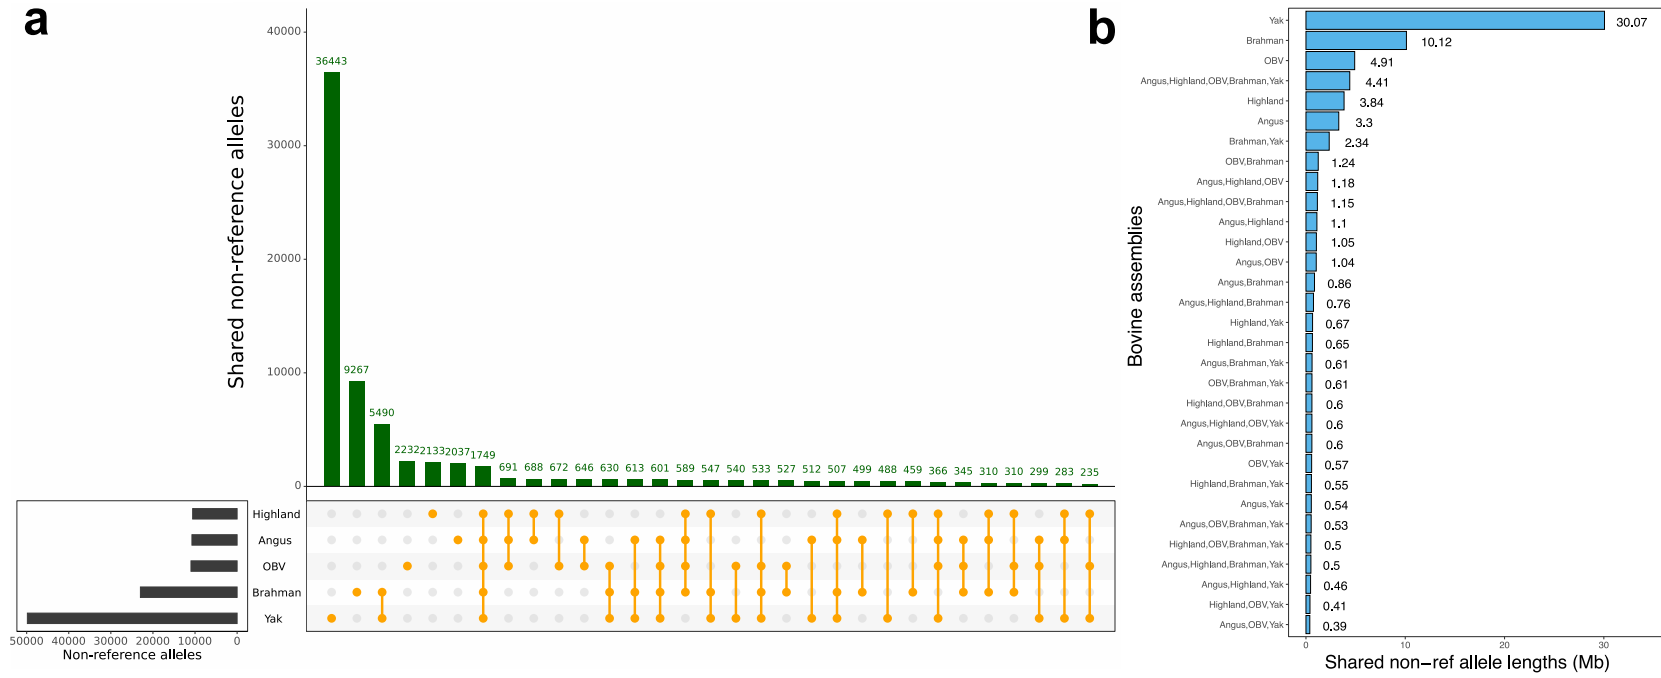 a
40000
30000
20000
10000
0
Shared non-reference alleles
36443
9267
5490
2232
2133
2037
1749
691
688
672
646
630
613
601
589
547
540
533
527
512
507
499
488
459
366
345
310
310
299
283
235
Highland
Angus
OBV
Brahman
Yak
50000 40000 30000 20000 10000 0
Non-reference alleles
b
Bovine assemblies
Yak 30.07
Brahman 10.12
OBV 4.91
Angus,Highland,OBV,Brahman,Yak 4.41
Highland 3.84
Angus 3.3
Brahman,Yak 2.34
OBV,Brahman 1.24
Angus,Highland,OBV 1.18
Angus,Highland,OBV,Brahman 1.15
Angus,Highland 1.1
Highland,OBV 1.05
Angus,OBV 1.04
Angus,Brahman 0.86
Angus,Highland,Brahman 0.76
Highland,Yak 0.67
Highland,Brahman 0.65
Angus,Brahman,Yak 0.61
OBV,Brahman,Yak 0.61
Highland,OBV,Brahman 0.6
Angus,Highland,OBV,Yak 0.6
Angus,OBV,Brahman 0.6
OBV,Yak 0.57
Highland,Brahman,Yak 0.55
Angus,Yak 0.54
Angus,OBV,Brahman,Yak 0.53
Highland,OBV,Brahman,Yak 0.5
Angus,Highland,Brahman,Yak 0.5
Angus,Highland,Yak 0.46
Highland,OBV,Yak 0.41
Angus,OBV,Yak 0.39
0 10 20 30
Shared non-ref allele lengths (Mb)